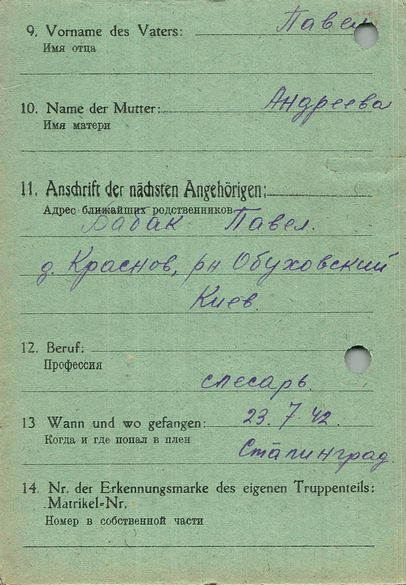 9. Vorname des Vaters: Павел
Имя отца
10. Name der Mutter: Андреева
Имя матери
11. Anschrift der nächsten Angehörigen:
Адрес ближайших родственников
Бабак Павел.
д. Краснов, рн Обуховский
Киев.
12. Beruf:
Профессия
слесарь.
13 Wann und wo gefangen: 23. 7. 42.
Когда и где попал в плен
Сталинград
14. Nr. der Erkennungsmarke des eigenen Truppenteils:
Matrikel-Nr.
Номер в собственной части